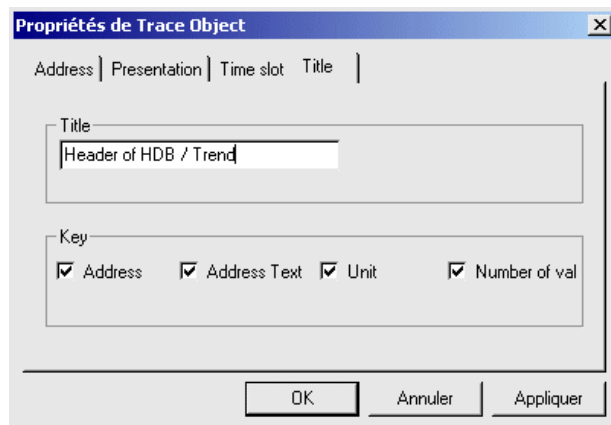 Propriétés de Trace Object
Address Presentation Time slot Title
Title
Header of HDB / Trend
Key
Address Address Text Unit Number of val
OK Annuler Appliquer